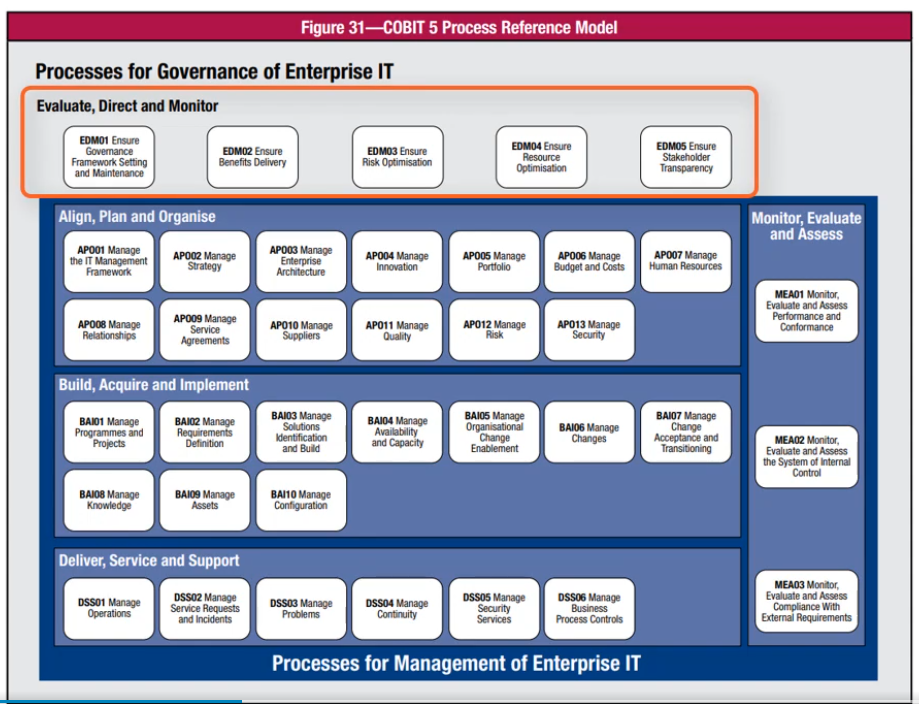 Figure 31—COBIT 5 Process Reference Model
Processes for Governance of Enterprise IT
Evaluate, Direct and Monitor
EDM01 Ensure
Governance
Framework Setting
and Maintenance
EDM02 Ensure
Benefits Delivery
EDM03 Ensure
Risk Optimisation
EDM04 Ensure
Resource
Optimisation
EDM05 Ensure
Stakeholder
Transparency
Align, Plan and Organise
APO01 Manage
the IT Management
Framework
APO02 Manage
Strategy
APO03 Manage
Enterprise
Architecture
APO04 Manage
Innovation
APO05 Manage
Portfolio
APO06 Manage
Budget and Costs
APO07 Manage
Human Resources
APO08 Manage
Relationships
APO09 Manage
Service
Agreements
APO10 Manage
Suppliers
APO11 Manage
Quality
APO12 Manage
Risk
APO13 Manage
Security
Build, Acquire and Implement
BAI01 Manage
Programmes and
Projects
BAI02 Manage
Requirements
Definition
BAI03 Manage
Solutions
Identification
and Build
BAI04 Manage
Availability
and Capacity
BAI05 Manage
Organisational
Change
Enablement
BAI06 Manage
Changes
BAI07 Manage
Change
Acceptance and
Transitioning
BAI08 Manage
Knowledge
BAI09 Manage
Assets
BAI10 Manage
Configuration
Deliver, Service and Support
DSS01 Manage
Operations
DSS02 Manage
Service Requests
and Incidents
DSS03 Manage
Problems
DSS04 Manage
Continuity
DSS05 Manage
Security
Services
DSS06 Manage
Business
Process Controls
Monitor, Evaluate
and Assess
MEA01 Monitor,
Evaluate and Assess
Performance and
Conformance
MEA02 Monitor,
Evaluate and Assess
the System of Internal
Control
MEA03 Monitor,
Evaluate and Assess
Compliance With
External Requirements
Processes for Management of Enterprise IT